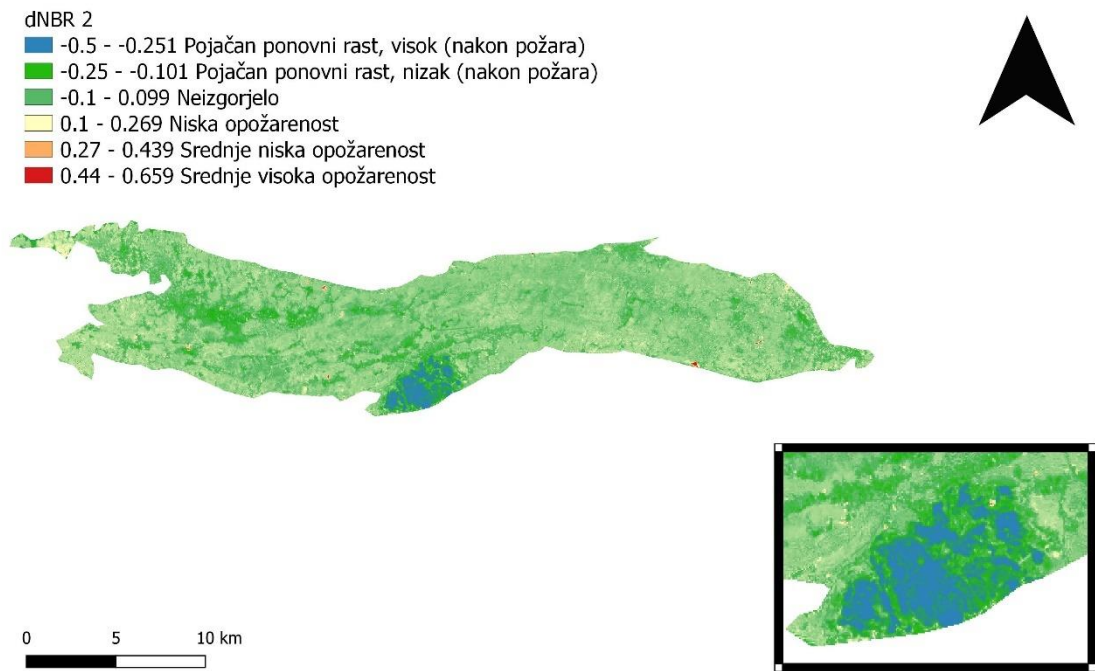 dNBR 2
-0.5 - -0.251 Pojačan ponovni rast, visok (nakon požara)
-0.25 - -0.101 Pojačan ponovni rast, nizak (nakon požara)
-0.1 - 0.099 Neizgorjelo
0.1 - 0.269 Niska opožarenost
0.27 - 0.439 Srednje niska opožarenost
0.44 - 0.659 Srednje visoka opožarenost
0 5 10 km